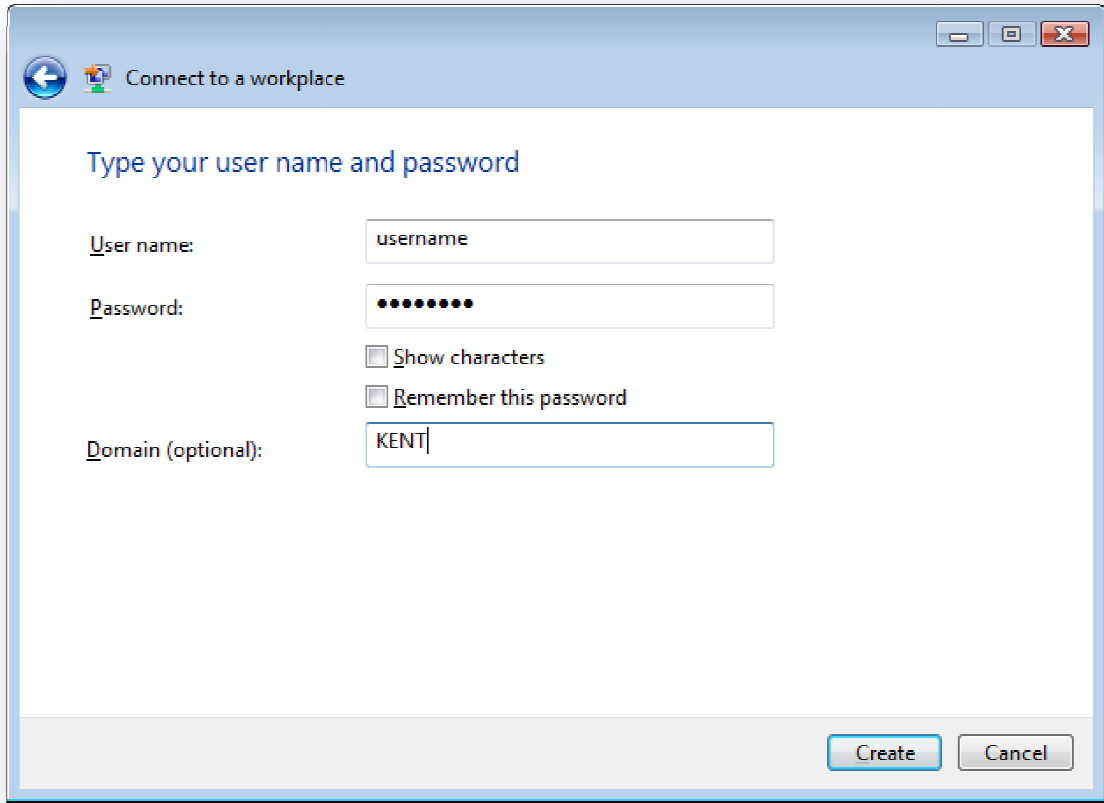 Connect to a workplace
Type your user name and password
User name: username
Password: ••••••••
Show characters
Remember this password
Domain (optional): KENT
Create Cancel